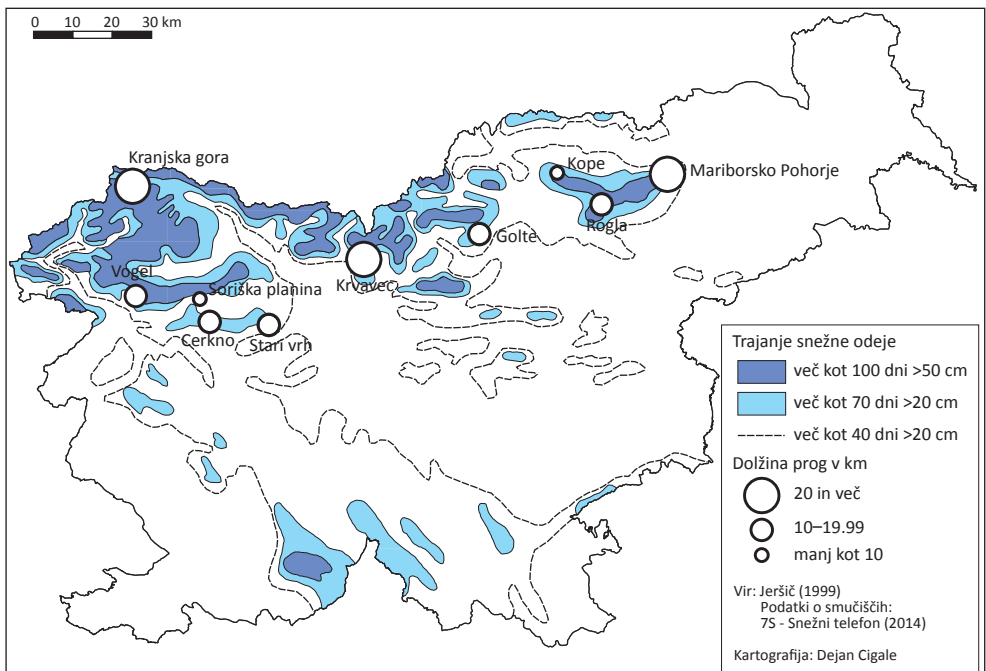 0 10 20 30 km
Kranjska gora
Kope
Mariborsko Pohorje
Rogla
Golte
Vogel
Soriška planina
Krvavec
Cerkno
Stari vrh
Trajanje snežne odeje
več kot 100 dni >50 cm
več kot 70 dni >20 cm
več kot 40 dni >20 cm
Dolžina prog v km
20 in več
10–19.99
manj kot 10
Vir: Jeršič (1999)
Podatki o smučiščih:
7S - Snežni telefon (2014)
Kartografija: Dejan Cigale